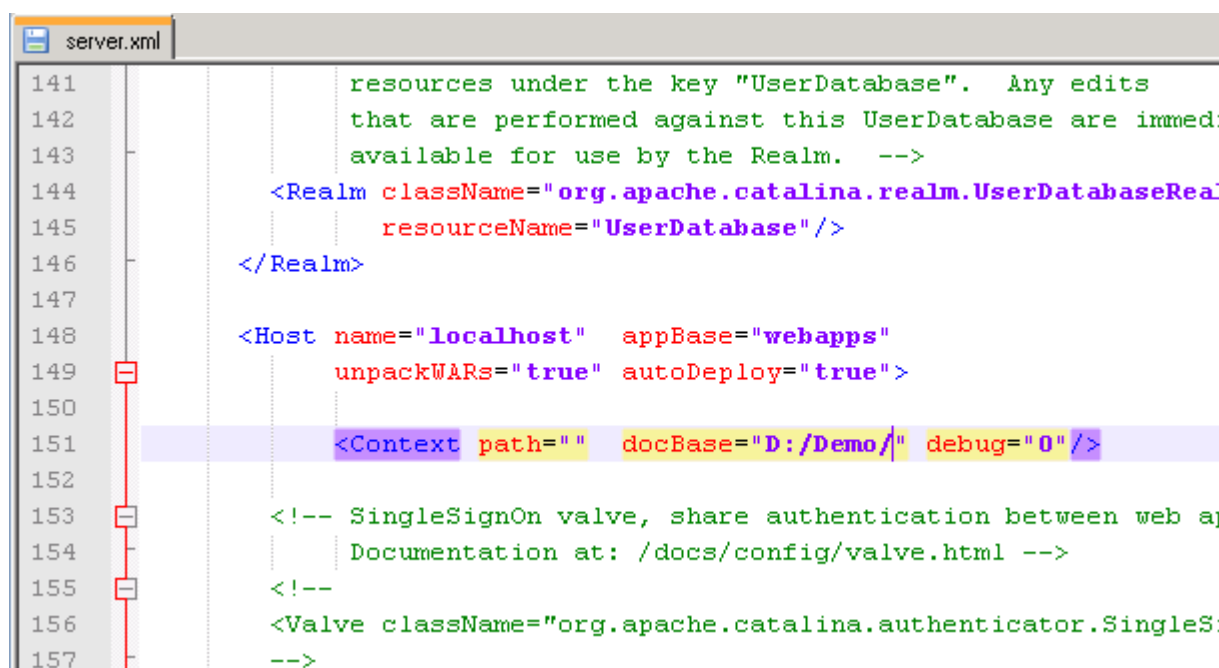 server.xml
141 resources under the key "UserDatabase".  Any edits
142 that are performed against this UserDatabase are
143 available for use by the Realm.  -->
144 <Realm className="org.apache.catalina.realm.UserDatabaseReal
145 resourceName="UserDatabase"/>
146 </Realm>
147
148 <Host name="localhost"  appBase="webapps"
149 unpackWARs="true" autoDeploy="true">
150
151 <Context path=""  docBase="D:/Demo/" debug="0"/>
152
153 <!-- SingleSignOn valve, share authentication between web
154 Documentation at: /docs/config/valve.html -->
155 <!--
156 <Valve className="org.apache.catalina.authenticator.SingleS
157 -->